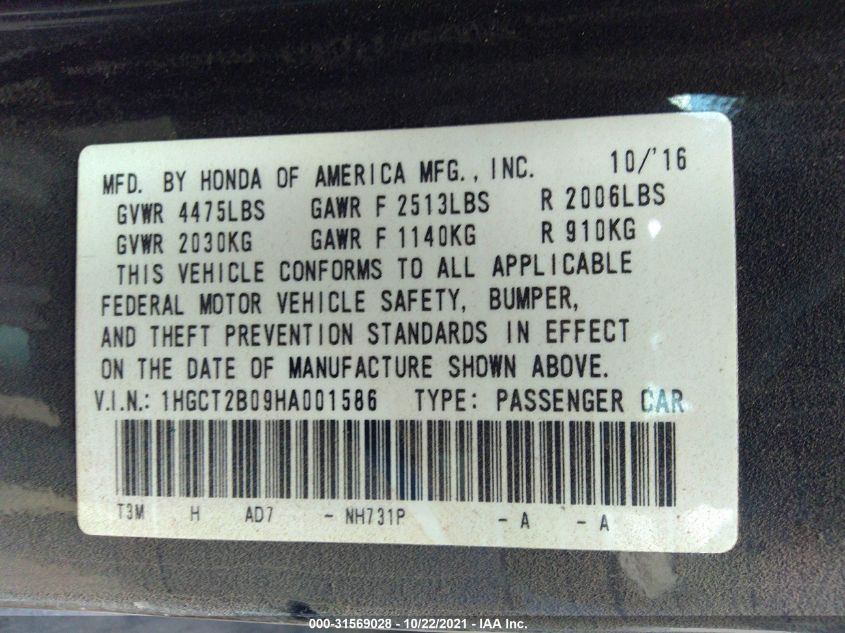 MFD. BY HONDA OF AMERICA MFG., INC. 10/'16
GVWR 4475LBS GAWR F 2513LBS R 2006LBS
GVWR 2030KG GAWR F 1140KG R 910KG
THIS VEHICLE CONFORMS TO ALL APPLICABLE
FEDERAL MOTOR VEHICLE SAFETY, BUMPER,
AND THEFT PREVENTION STANDARDS IN EFFECT
ON THE DATE OF MANUFACTURE SHOWN ABOVE.
V.I.N.: 1HGCT2B09HA001586 TYPE: PASSENGER CAR
T3M H AD7 - NH731P - A - A
000-31569028 - 10/22/2021 - IAA Inc.